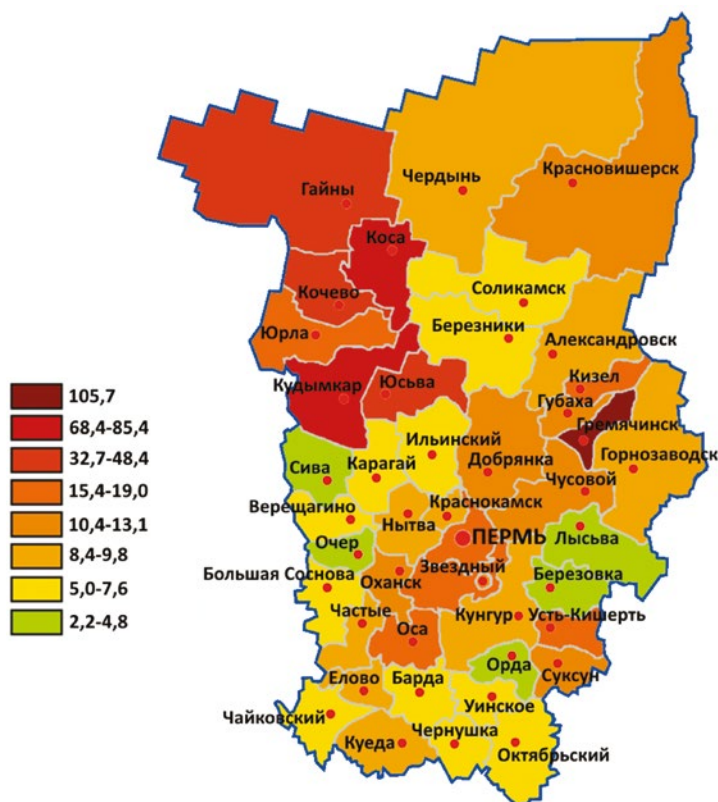 Гайны
Чердынь
Красновишерск
Коса
Кочево
Соликамск
Юрла
Березники
Александровск
Кудымкар
Юсьва
Кизел
Губаха
Гремячинск
Ильинский
Сива
Карагай
Добрянка
Горнозаводск
Чусовой
Верещагино
Нытва
Краснокамск
Очер
ПЕРМЬ
Лысьва
Большая Соснова
Оханск
Звездный
Березовка
Частые
Кунгур
Усть-Кишерть
Оса
Орда
Суксун
Елово
Барда
Уинское
Чайковский
Куеда
Чернушка
Октябрьский
105,7
68,4-85,4
32,7-48,4
15,4-19,0
10,4-13,1
8,4-9,8
5,0-7,6
2,2-4,8